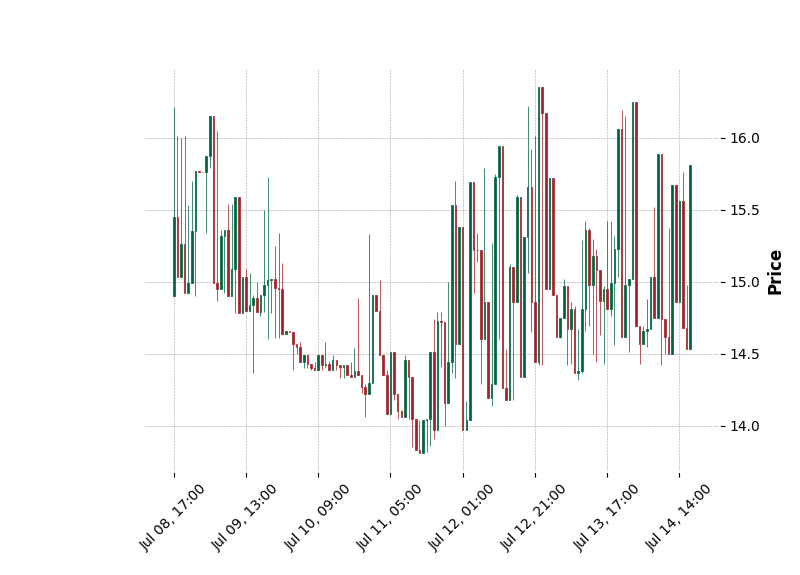 16.0
15.5
15.0
14.5
14.0
Price
Jul 08, 17:00
Jul 09, 13:00
Jul 10, 09:00
Jul 11, 05:00
Jul 12, 01:00
Jul 12, 21:00
Jul 13, 17:00
Jul 14, 14:00